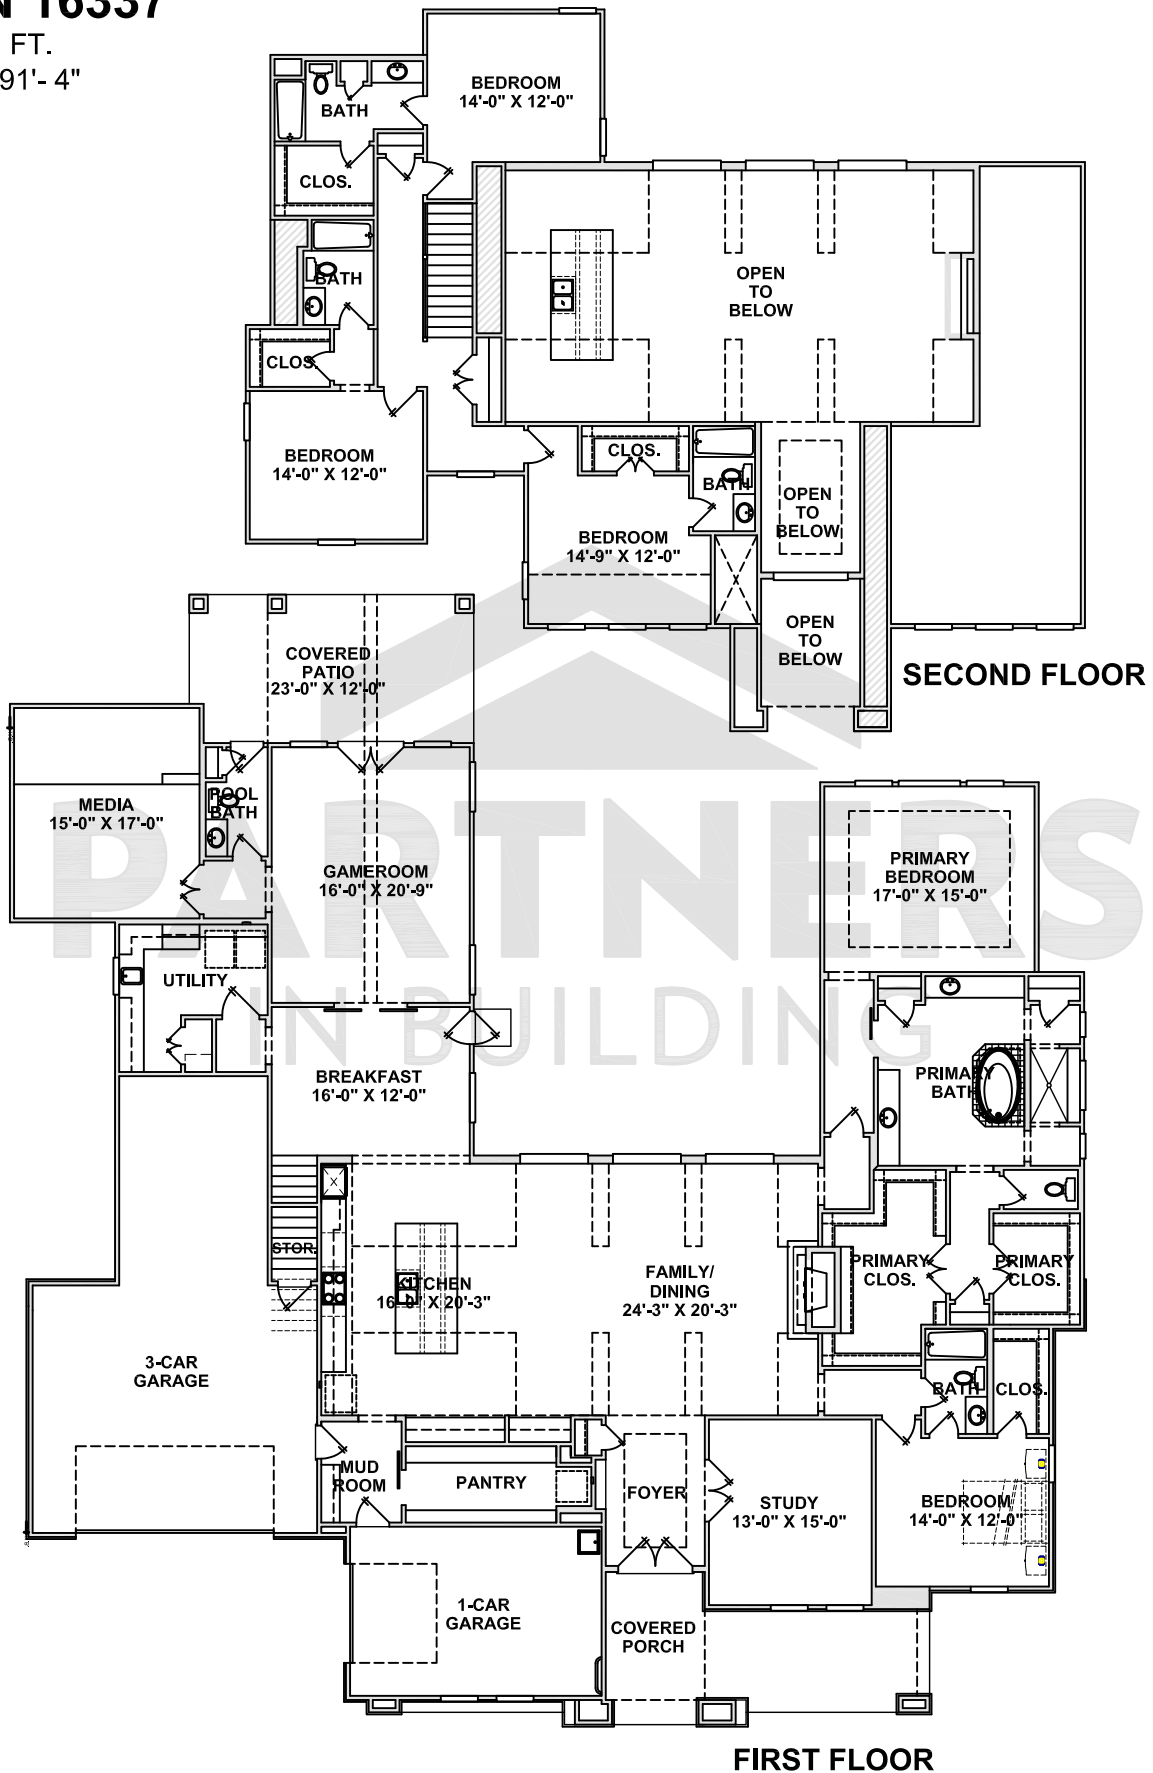 16337
FT.
91'- 4"
BEDROOM
14'-0" X 12'-0"
BATH
CLOS.
BATH
CLOS.
BEDROOM
14'-0" X 12'-0"
OPEN
TO
BELOW
CLOS.
BATH
BEDROOM
14'-9" X 12'-0"
OPEN
TO
BELOW
OPEN
TO
BELOW
SECOND FLOOR
COVERED
PATIO
23'-0" X 12'-0"
MEDIA
15'-0" X 17'-0"
POOL
BATH
GAMEROOM
16'-0" X 20'-9"
PRIMARY
BEDROOM
17'-0" X 15'-0"
PARTNERS
IN BUILDING
UTILITY
BREAKFAST
16'-0" X 12'-0"
PRIMARY
BATH
STOR.
KITCHEN
16'-0" X 20'-3"
FAMILY/
DINING
24'-3" X 20'-3"
PRIMARY
CLOS.
PRIMARY
CLOS.
3-CAR
GARAGE
BATH
CLOS.
MUD
ROOM
PANTRY
FOYER
STUDY
13'-0" X 15'-0"
BEDROOM
14'-0" X 12'-0"
1-CAR
GARAGE
COVERED
PORCH
FIRST FLOOR